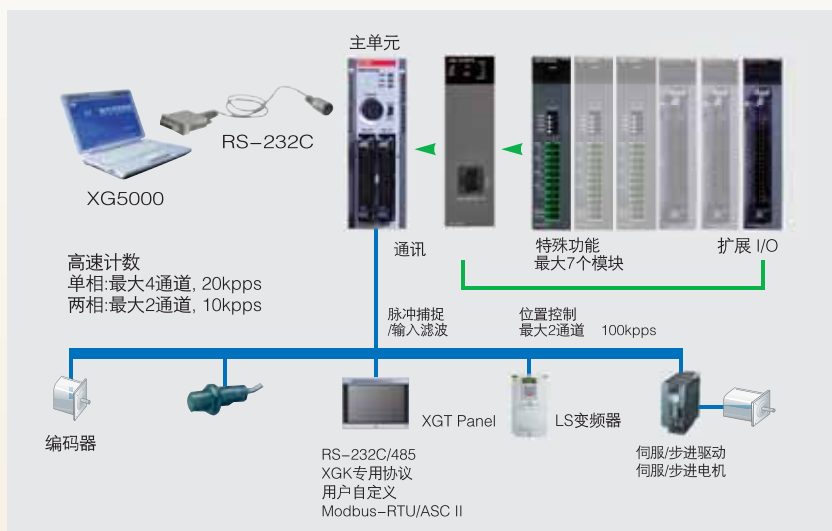 主单元
RS-232C
XG5000
通讯
特殊功能
最大7个模块
扩展 I/O
高速计数
单相:最大4通道, 20kpps
两相:最大2通道, 10kpps
脉冲捕捉
/输入滤波
位置控制
最大2通道 100kpps
编码器
XGT Panel
LS变频器
RS-232C/485
XGK专用协议
用户自定义
Modbus-RTU/ASC II
伺服/步进驱动
伺服/步进电机